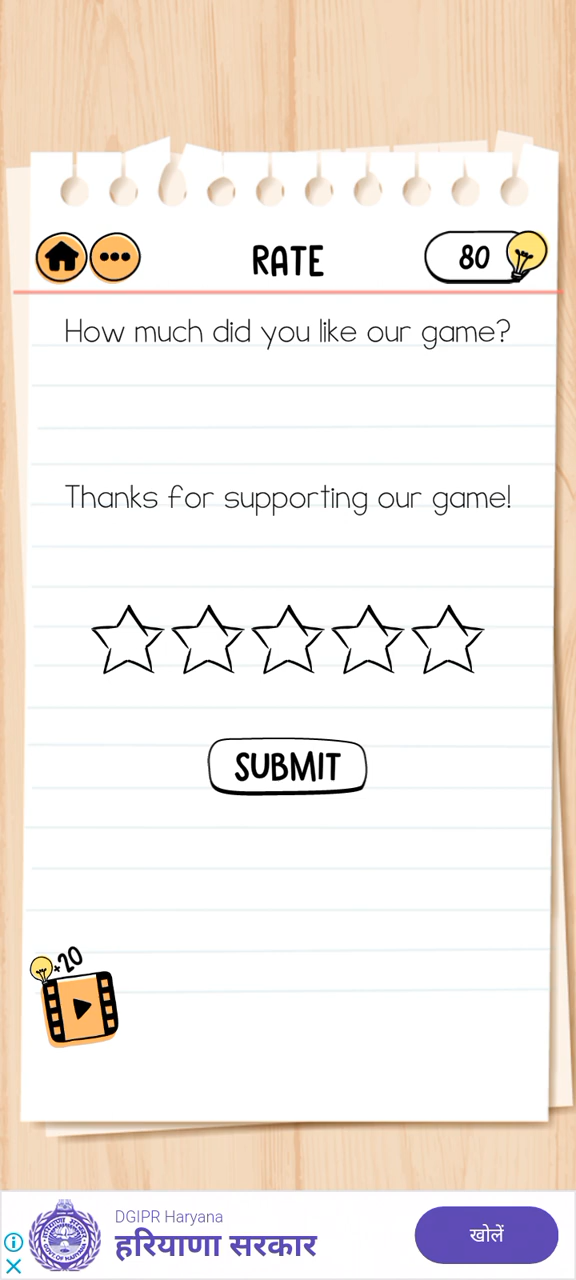 RATE
80
How much did you like our game?
Thanks for supporting our game!
SUBMIT
+20
DGIPR Haryana
हरियाणा सरकार
खोलें